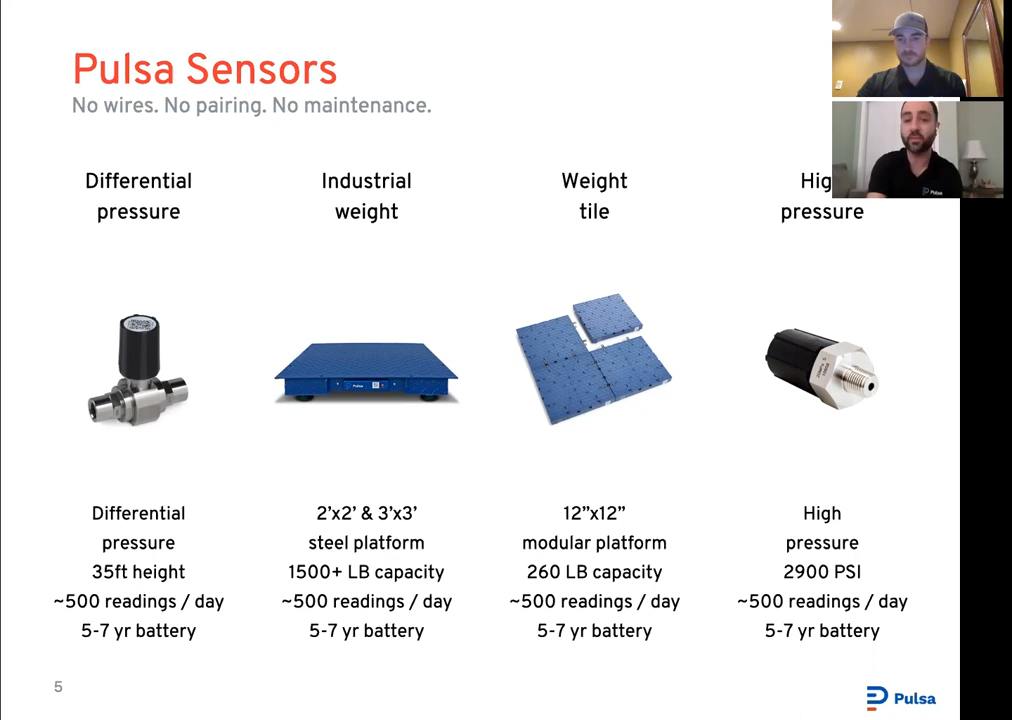 Pulsa Sensors
No wires. No pairing. No maintenance.
Differential
pressure
Industrial
weight
Weight
tile
Hig
pressure
Pulsa
Pulsa
Differential
pressure
35ft height
~500 readings / day
5-7 yr battery
2’x2’ & 3’x3’
steel platform
1500+ LB capacity
~500 readings / day
5-7 yr battery
12”x12”
modular platform
260 LB capacity
~500 readings / day
5-7 yr battery
High
pressure
2900 PSI
~500 readings / day
5-7 yr battery
5
Pulsa